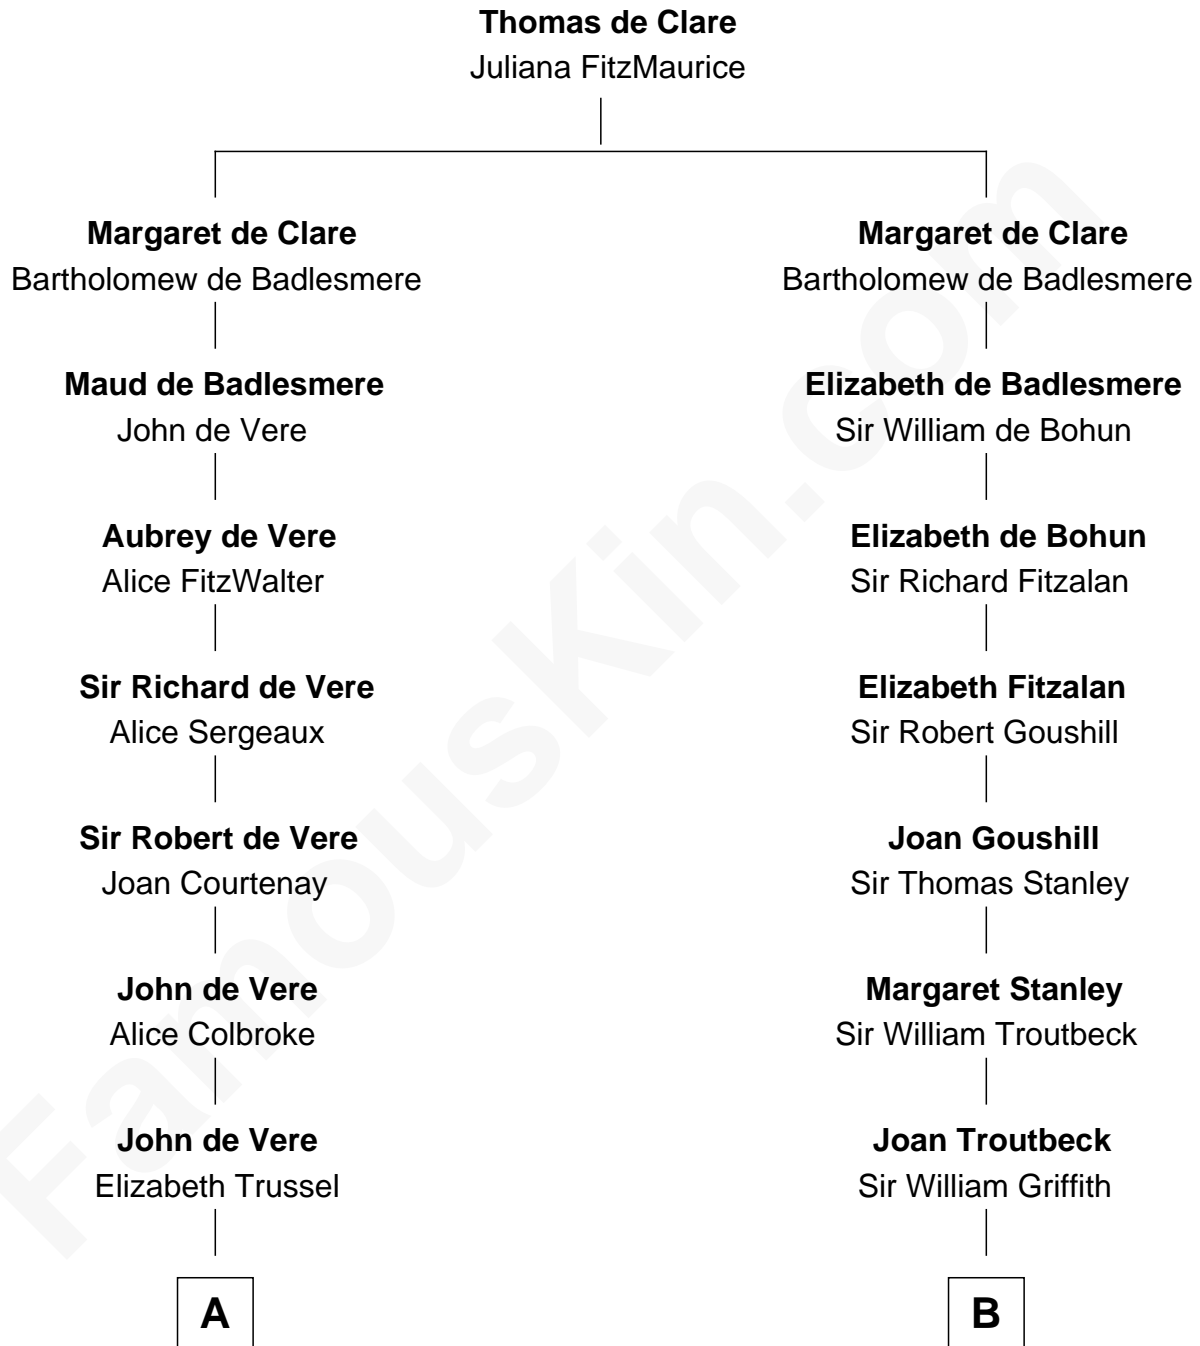 Thomas de Clare
Juliana FitzMaurice
Margaret de Clare
Bartholomew de Badlesmere
Margaret de Clare
Bartholomew de Badlesmere
Maud de Badlesmere
John de Vere
Elizabeth de Badlesmere
Sir William de Bohun
Aubrey de Vere
Alice FitzWalter
Elizabeth de Bohun
Sir Richard Fitzalan
Sir Richard de Vere
Alice Sergeaux
Elizabeth Fitzalan
Sir Robert Goushill
Sir Robert de Vere
Joan Courtenay
Joan Goushill
Sir Thomas Stanley
John de Vere
Alice Colbroke
Margaret Stanley
Sir William Troutbeck
John de Vere
Elizabeth Trussel
Joan Troutbeck
Sir William Griffith
A
B
FamousKin.com